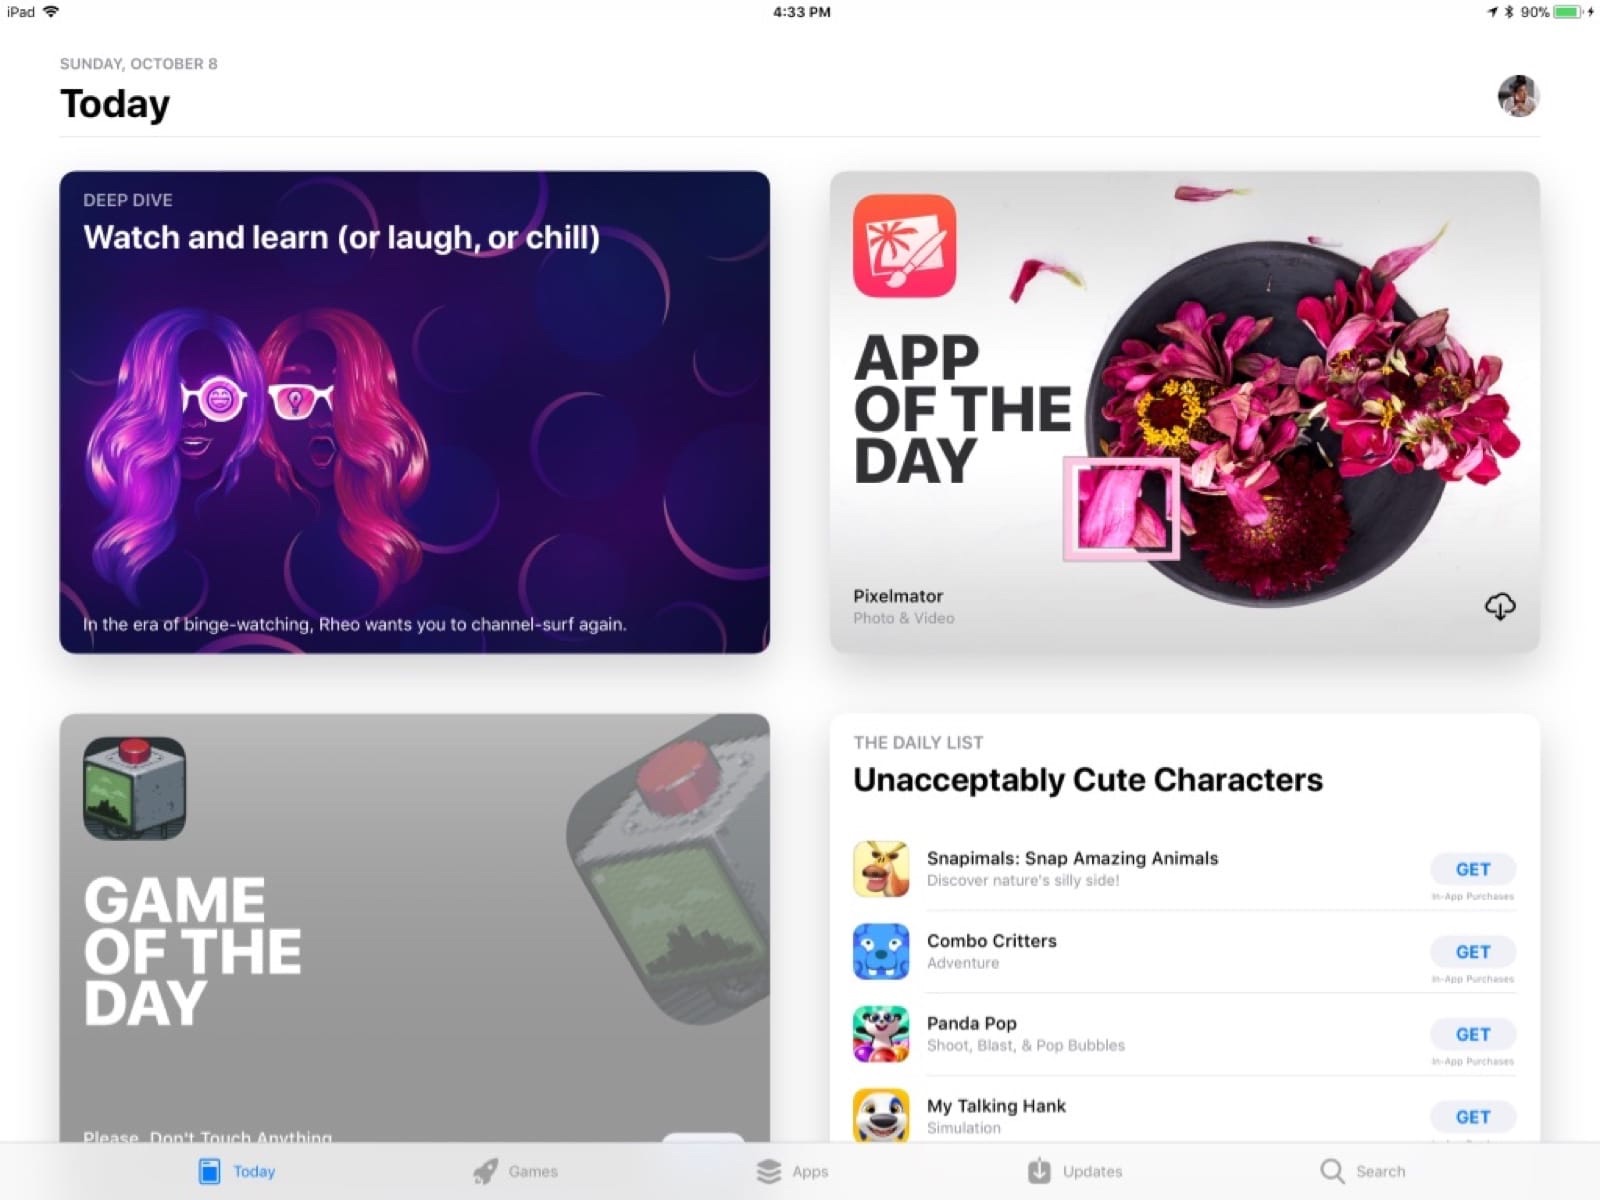 iPad
4:33 PM
90%
SUNDAY, OCTOBER 8
Today
DEEP DIVE
Watch and learn (or laugh, or chill)
In the era of binge-watching, Rheo wants you to channel-surf again.
APP
OF THE
DAY
Pixelmator
Photo & Video
GAME
OF THE
DAY
Please, Don't Touch Anything
THE DAILY LIST
Unacceptably Cute Characters
Snapimals: Snap Amazing Animals
Discover nature's silly side!
GET
In-App Purchases
Combo Critters
Adventure
GET
In-App Purchases
Panda Pop
Shoot, Blast, & Pop Bubbles
GET
In-App Purchases
My Talking Hank
Simulation
GET
Today
Games
Apps
Updates
Search